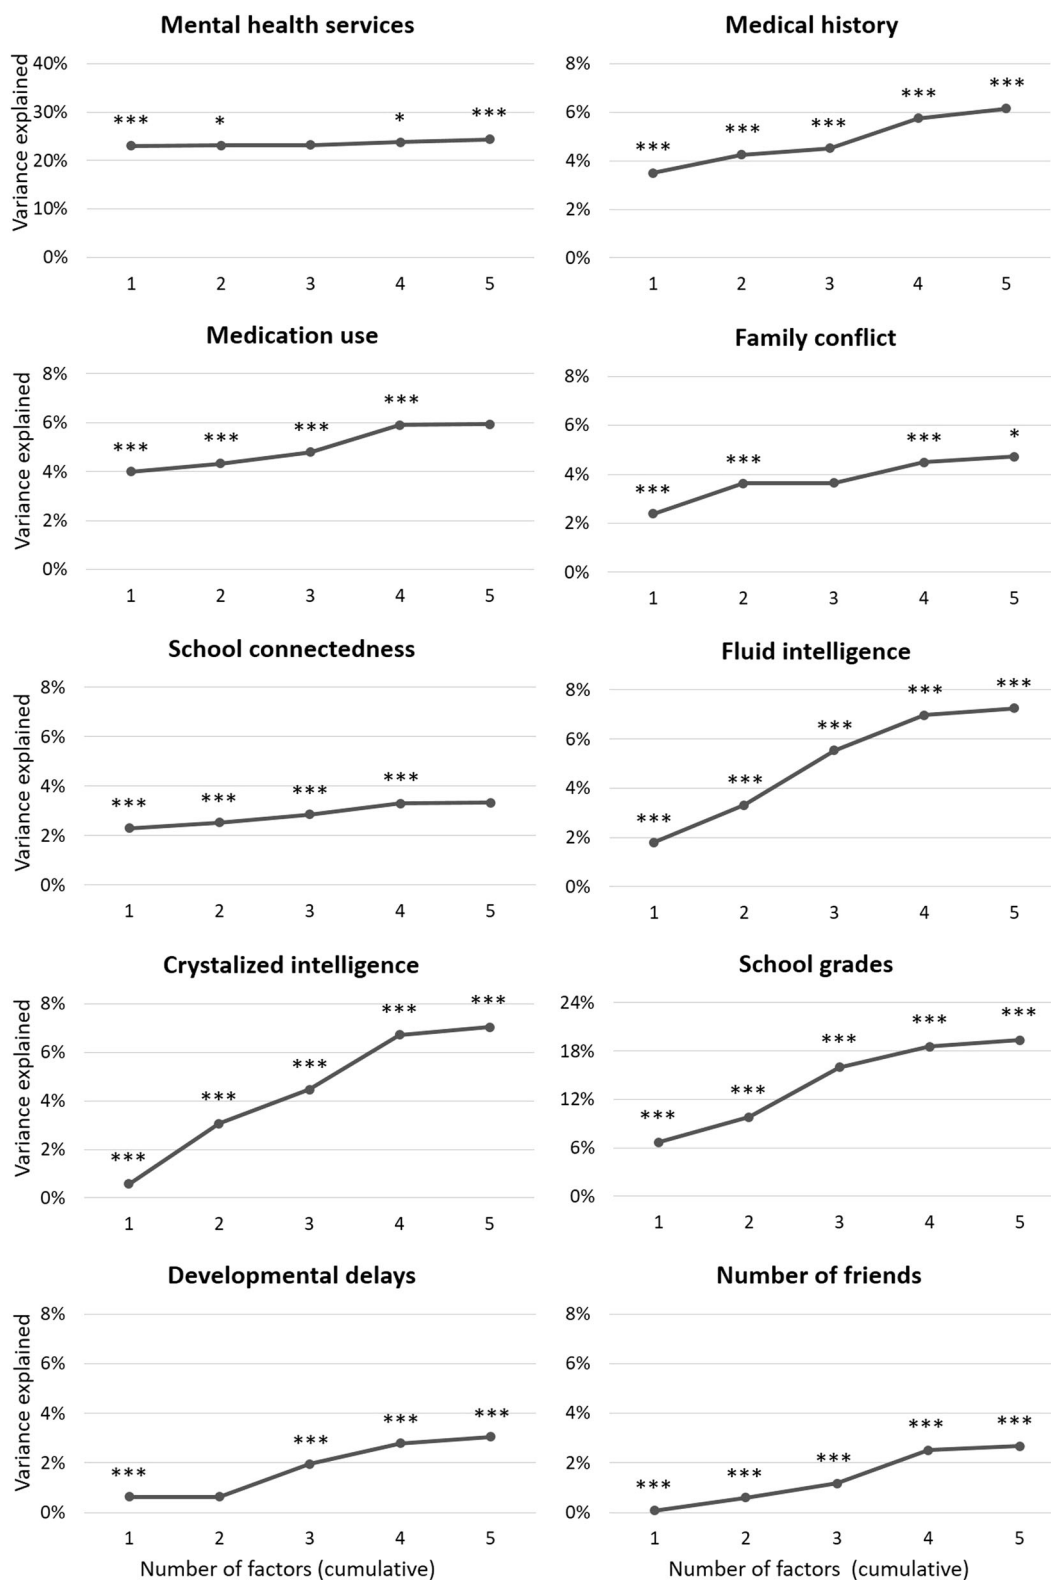 Mental health services
Variance explained
40%
30%
20%
10%
0%
*** * * ***
1 2 3 4 5
Medical history
8%
6%
4%
2%
0%
*** *** *** *** ***
1 2 3 4 5
Medication use
Variance explained
8%
6%
4%
2%
0%
*** *** *** ***
1 2 3 4 5
Family conflict
8%
6%
4%
2%
0%
*** *** *** *
1 2 3 4 5
School connectedness
Variance explained
8%
6%
4%
2%
0%
*** *** *** ***
1 2 3 4 5
Fluid intelligence
8%
6%
4%
2%
0%
*** *** *** *** ***
1 2 3 4 5
Crystalized intelligence
Variance explained
8%
6%
4%
2%
0%
*** *** *** *** ***
1 2 3 4 5
School grades
24%
18%
12%
6%
0%
*** *** *** *** ***
1 2 3 4 5
Developmental delays
Variance explained
8%
6%
4%
2%
0%
*** *** *** ***
1 2 3 4 5
Number of factors (cumulative)
Number of friends
8%
6%
4%
2%
0%
*** *** *** *** ***
1 2 3 4 5
Number of factors (cumulative)